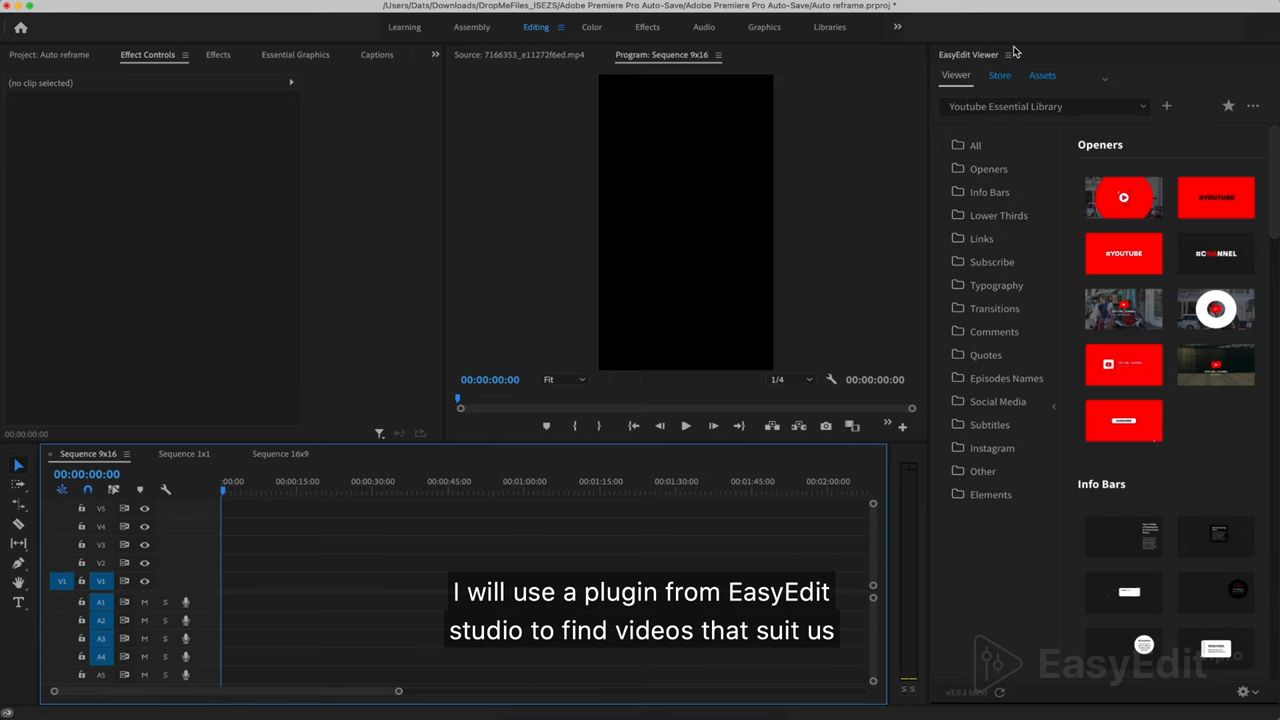 /Users/Dats/Downloads/DropMeFiles_ISEZS/Adobe Premiere Pro Auto-Save/Adobe Premiere Pro Auto-Save/Auto reframe.prproj *
Learning
Assembly
Editing
Color
Effects
Audio
Graphics
Libraries
Project: Auto reframe
Effect Controls
Effects
Essential Graphics
Captions
Source: 7166353_e11272f6ed.mp4
Program: Sequence 9x16
EasyEdit Viewer
Viewer
Store
Assets
(no clip selected)
Youtube Essential Library
All
Openers
Info Bars
Lower Thirds
Links
Subscribe
Typography
Transitions
Comments
Quotes
Episodes Names
Social Media
Subtitles
Instagram
Other
Elements
Openers
#YOUTUBE
#YOUTUBE
#CHANNEL
Info Bars
00:00:00:00
Fit
1/4
00:00:00:00
00:00:00:00
Sequence 9x16
Sequence 1x1
Sequence 16x9
00:00:00:00
:00:00
00:00:15:00
00:00:30:00
00:00:45:00
00:01:00:00
00:01:15:00
00:01:30:00
00:01:45:00
00:02:00:00
V5
V4
V3
V2
V1 V1
A1 M S
A2 M S
A3 M S
A4 M S
A5 M S
S S
I will use a plugin from EasyEdit
studio to find videos that suit us
EasyEdit.pro
v3.0.1 (dev)